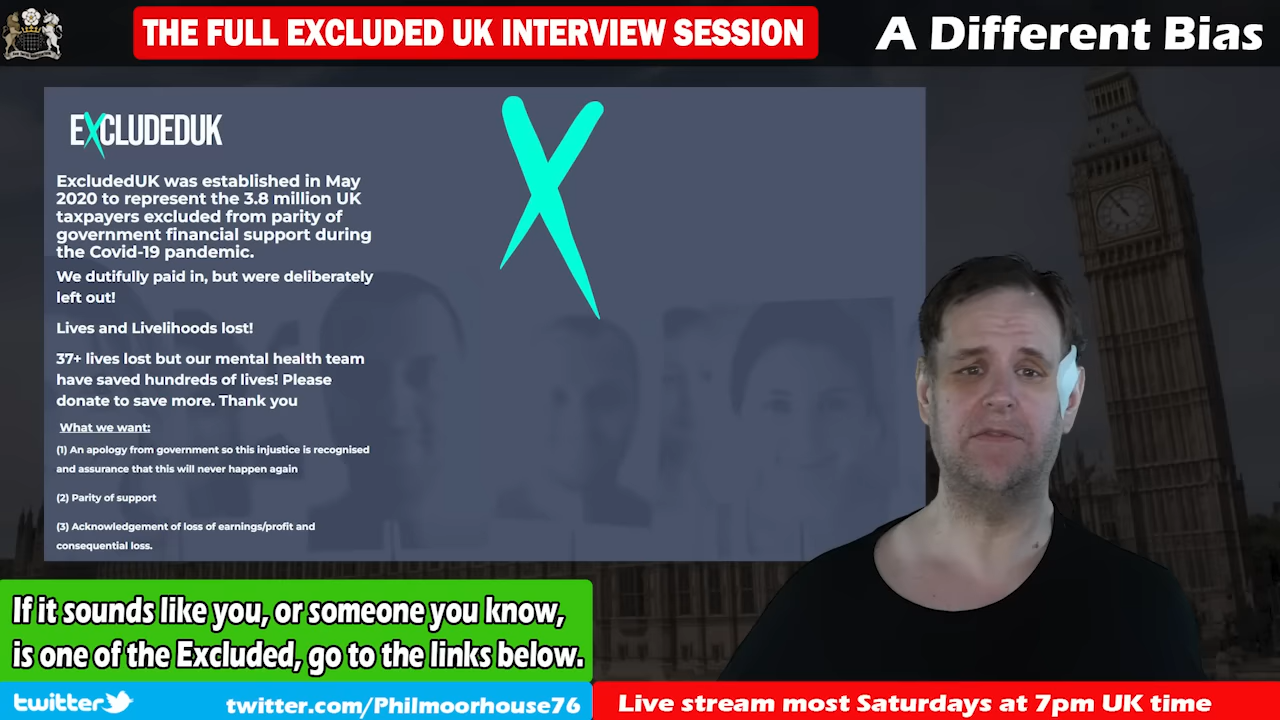 THE FULL EXCLUDED UK INTERVIEW SESSION
A Different Bias
EXCLUDEDUK
ExcludedUK was established in May
2020 to represent the 3.8 million UK
taxpayers excluded from parity of
government financial support during
the Covid-19 pandemic.
We dutifully paid in, but were deliberately
left out!
Lives and Livelihoods lost!
37+ lives lost but our mental health team
have saved hundreds of lives! Please
donate to save more. Thank you
What we want:
(1) An apology from government so this injustice is recognised
and assurance that this will never happen again
(2) Parity of support
(3) Acknowledgement of loss of earnings/profit and
consequential loss.
If it sounds like you, or someone you know,
is one of the Excluded, go to the links below.
twitter
twitter.com/Philmoorhouse76
Live stream most Saturdays at 7pm UK time